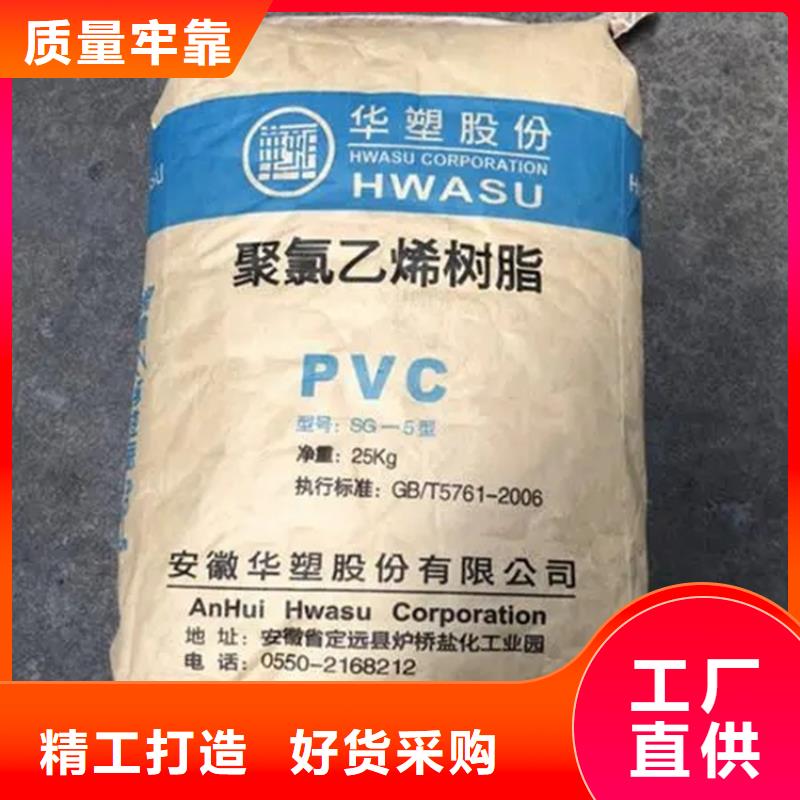 质量牢靠
华塑股份
HWASU CORPORATION
HWASU
聚氯乙烯树脂
PVC
型号：SG—5型
净重：25Kg
执行标准：GB/T5761-2006
安徽华塑股份有限公司
AnHui Hwasu Corporation
地 址：安徽省定远县炉桥盐化工业园
电 话：0550-2168212
精工打造 好货采购
工厂
直供